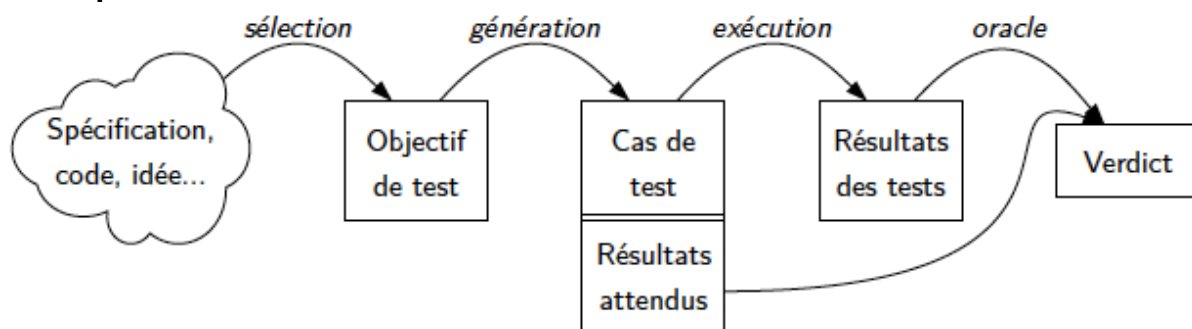 sélection
génération
exécution
oracle
Spécification,
code, idée...
Objectif
de test
Cas de
test
Résultats
attendus
Résultats
des tests
Verdict